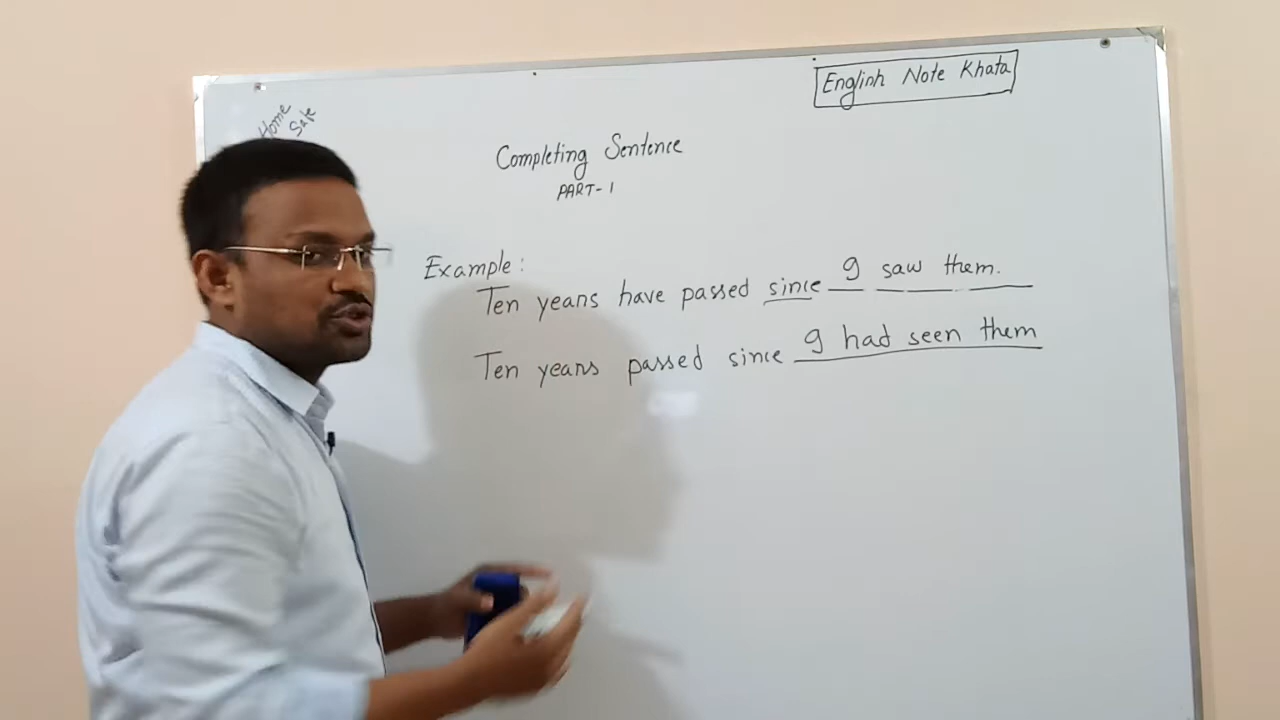 English Note Khata
Home
Safe
Completing Sentence
PART-1
Example:
Ten years have passed since I saw them.
Ten years passed since I had seen them